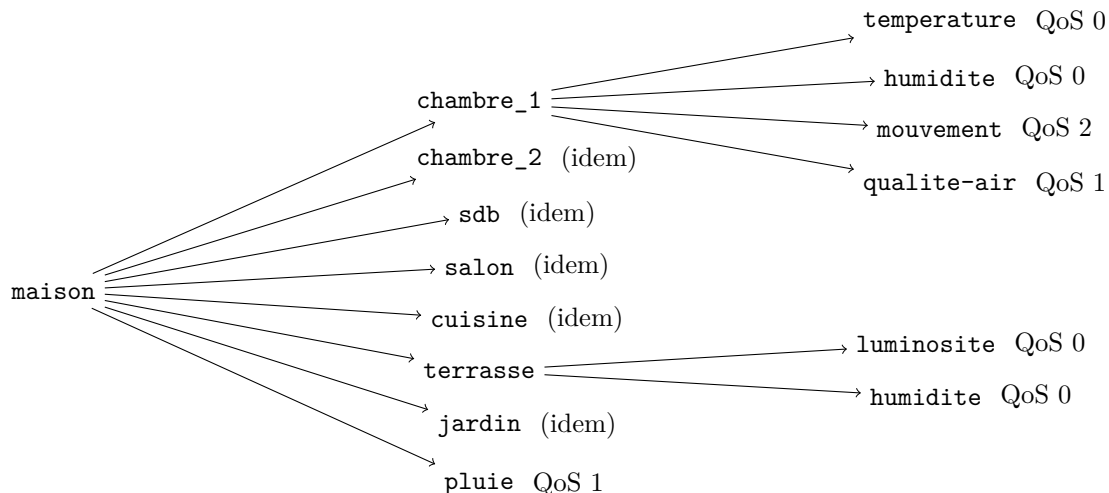 temperature QoS 0
humidite QoS 0
chambre_1
mouvement QoS 2
chambre_2 (idem)
qualite-air QoS 1
sdb (idem)
salon (idem)
maison
cuisine (idem)
luminosite QoS 0
terrasse
humidite QoS 0
jardin (idem)
pluie QoS 1